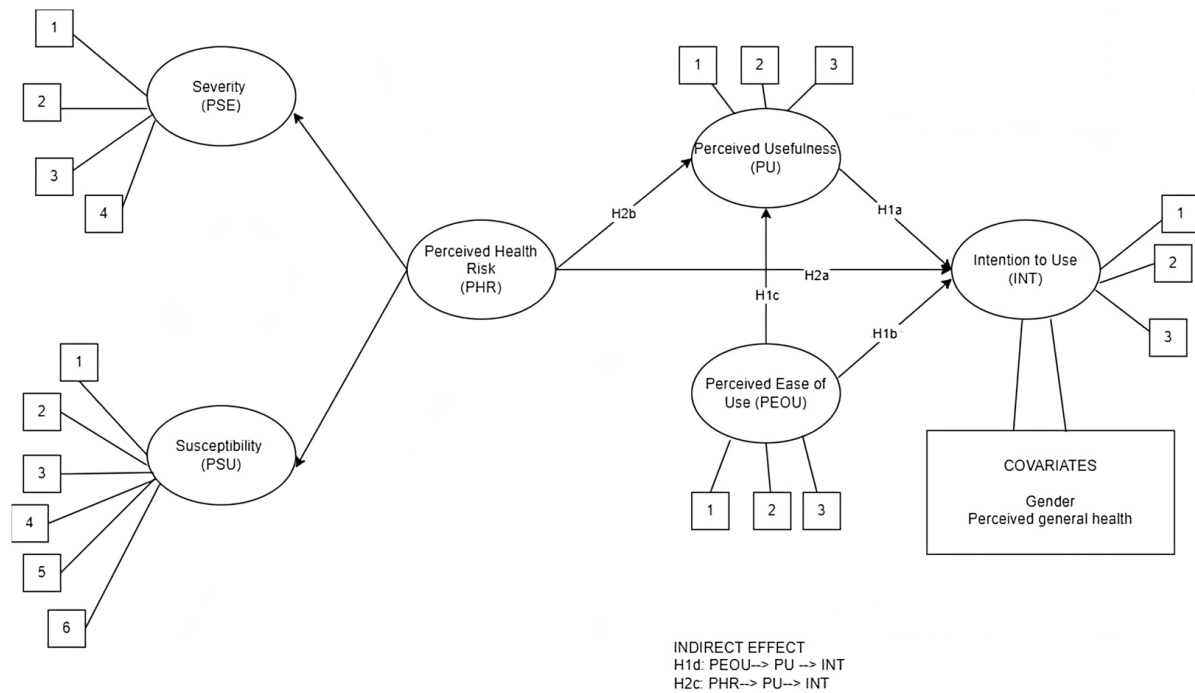 1
2
3
4
Severity
(PSE)
1
2
3
4
5
6
Susceptibility
(PSU)
Perceived Health
Risk
(PHR)
H2b
H2a
1
2
3
Perceived Usefulness
(PU)
H1a
H1c
H1b
Perceived Ease of
Use (PEOU)
1
2
3
Intention to Use
(INT)
1
2
3
COVARIATES
Gender
Perceived general health
INDIRECT EFFECT
H1d: PEOU--> PU --> INT
H2c: PHR--> PU--> INT